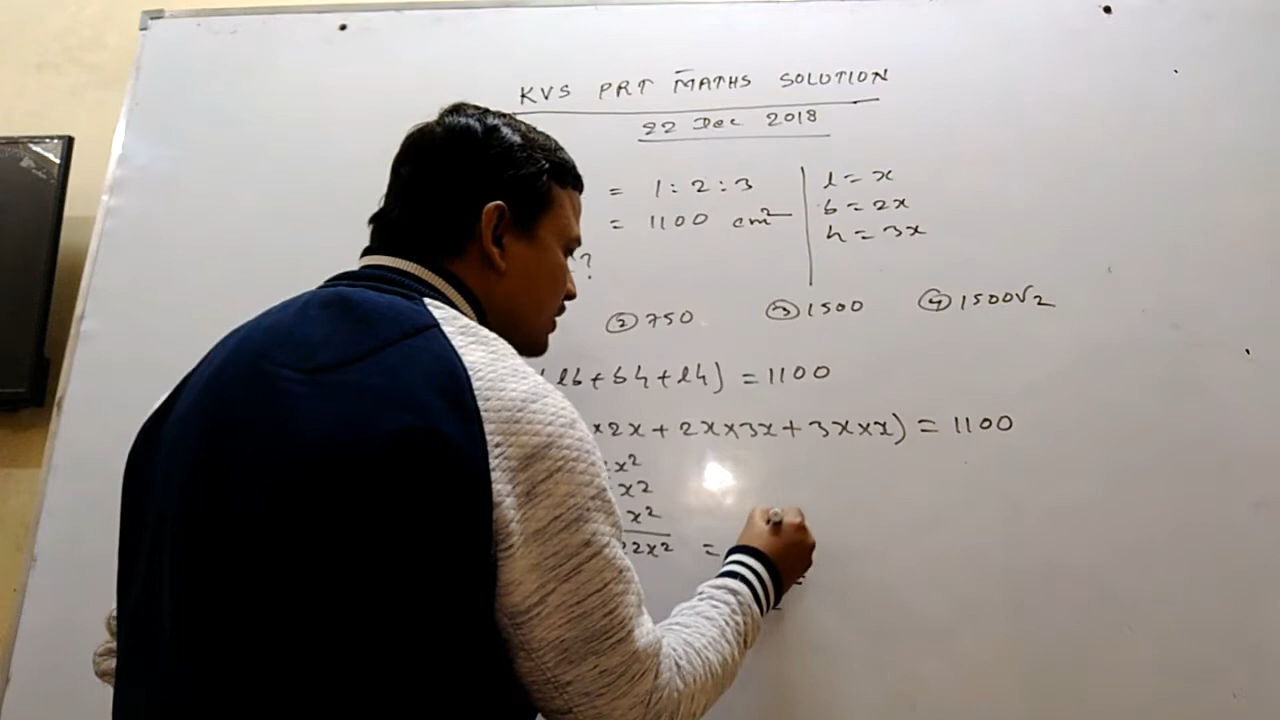 KVS PRT MATHS SOLUTION
22 Dec 2018
= 1 : 2 : 3
= 1100 cm²
?
l = x
b = 2x
h = 3x
② 750 ③ 1500 ④ 1500√2
lb + bh + lh) = 1100
×2x + 2x×3x + 3x×x) = 1100
x²
x²
x²
22x² =